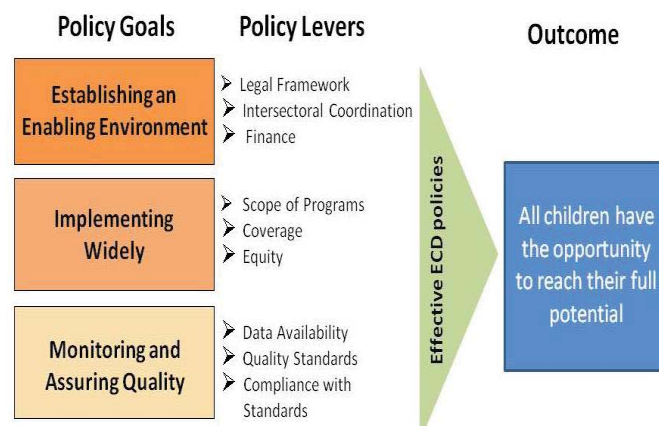 Policy Goals
Policy Levers
Outcome
Establishing an
Enabling Environment
Legal Framework
Intersectoral Coordination
Finance
Implementing
Widely
Scope of Programs
Coverage
Equity
Monitoring and
Assuring Quality
Data Availability
Quality Standards
Compliance with
Standards
Effective ECD policies
All children have
the opportunity
to reach their full
potential